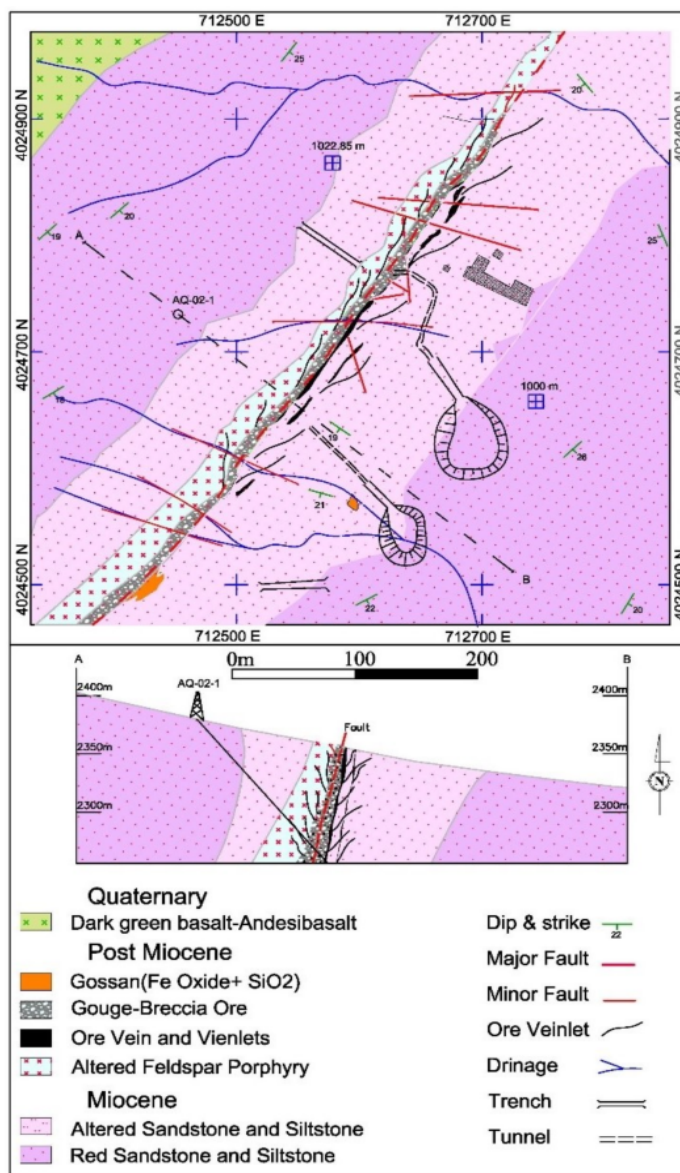 712500 E 712700 E
4024900 N 4024900 N
25
20
1022.85 m
19
20
25
A
AQ-02-1
4024700 N 4024700 N
1000 m
18
19
26
21
B
4024500 N 4024500 N
22
20
712500 E 712700 E
A 0m 100 200 B
AQ-02-1
2400m 2400m
Fault
2350m 2350m
2300m 2300m
N
Quaternary
Dark green basalt-Andesibasalt
Post Miocene
Gossan(Fe Oxide+ SiO2)
Gouge-Breccia Ore
Ore Vein and Vienlets
Altered Feldspar Porphyry
Miocene
Altered Sandstone and Siltstone
Red Sandstone and Siltstone
Dip & strike
22
Major Fault
Minor Fault
Ore Veinlet
Drinage
Trench
Tunnel